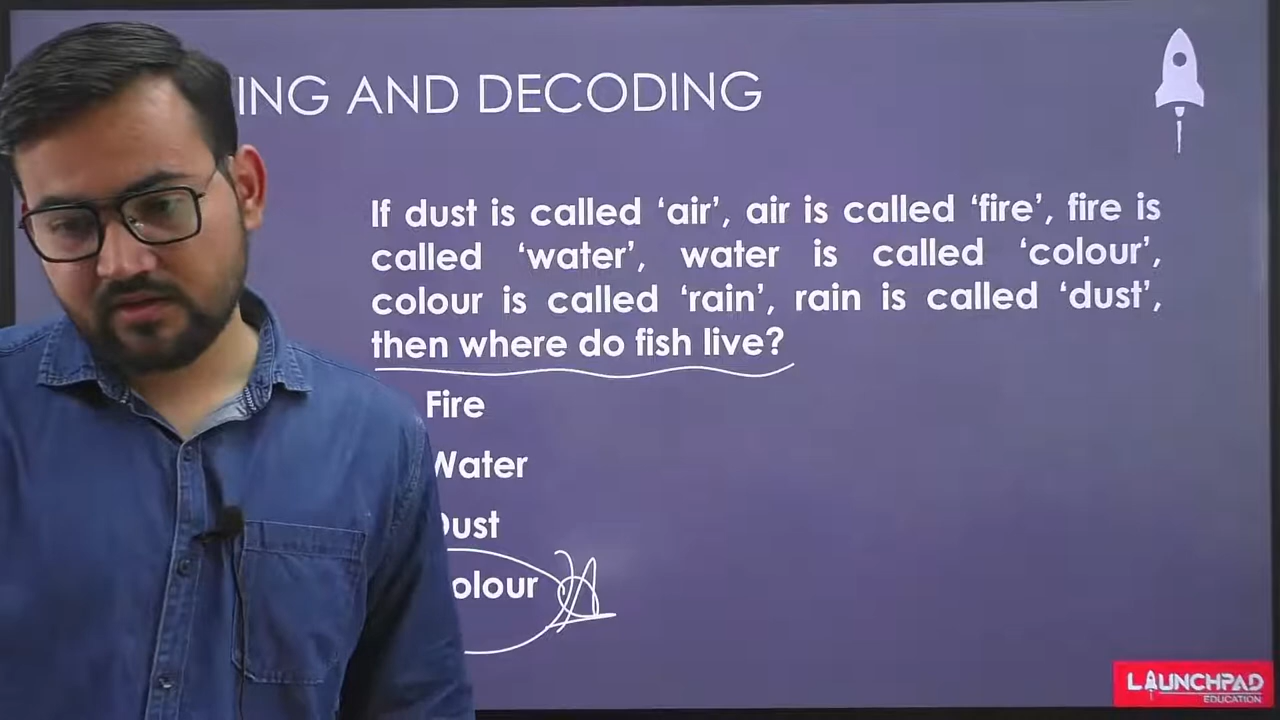 ING AND DECODING
If dust is called ‘air’, air is called ‘fire’, fire is
called ‘water’, water is called ‘colour’,
colour is called ‘rain’, rain is called ‘dust’,
then where do fish live?
Fire
Water
Dust
olour
LAUNCHPAD
EDUCATION